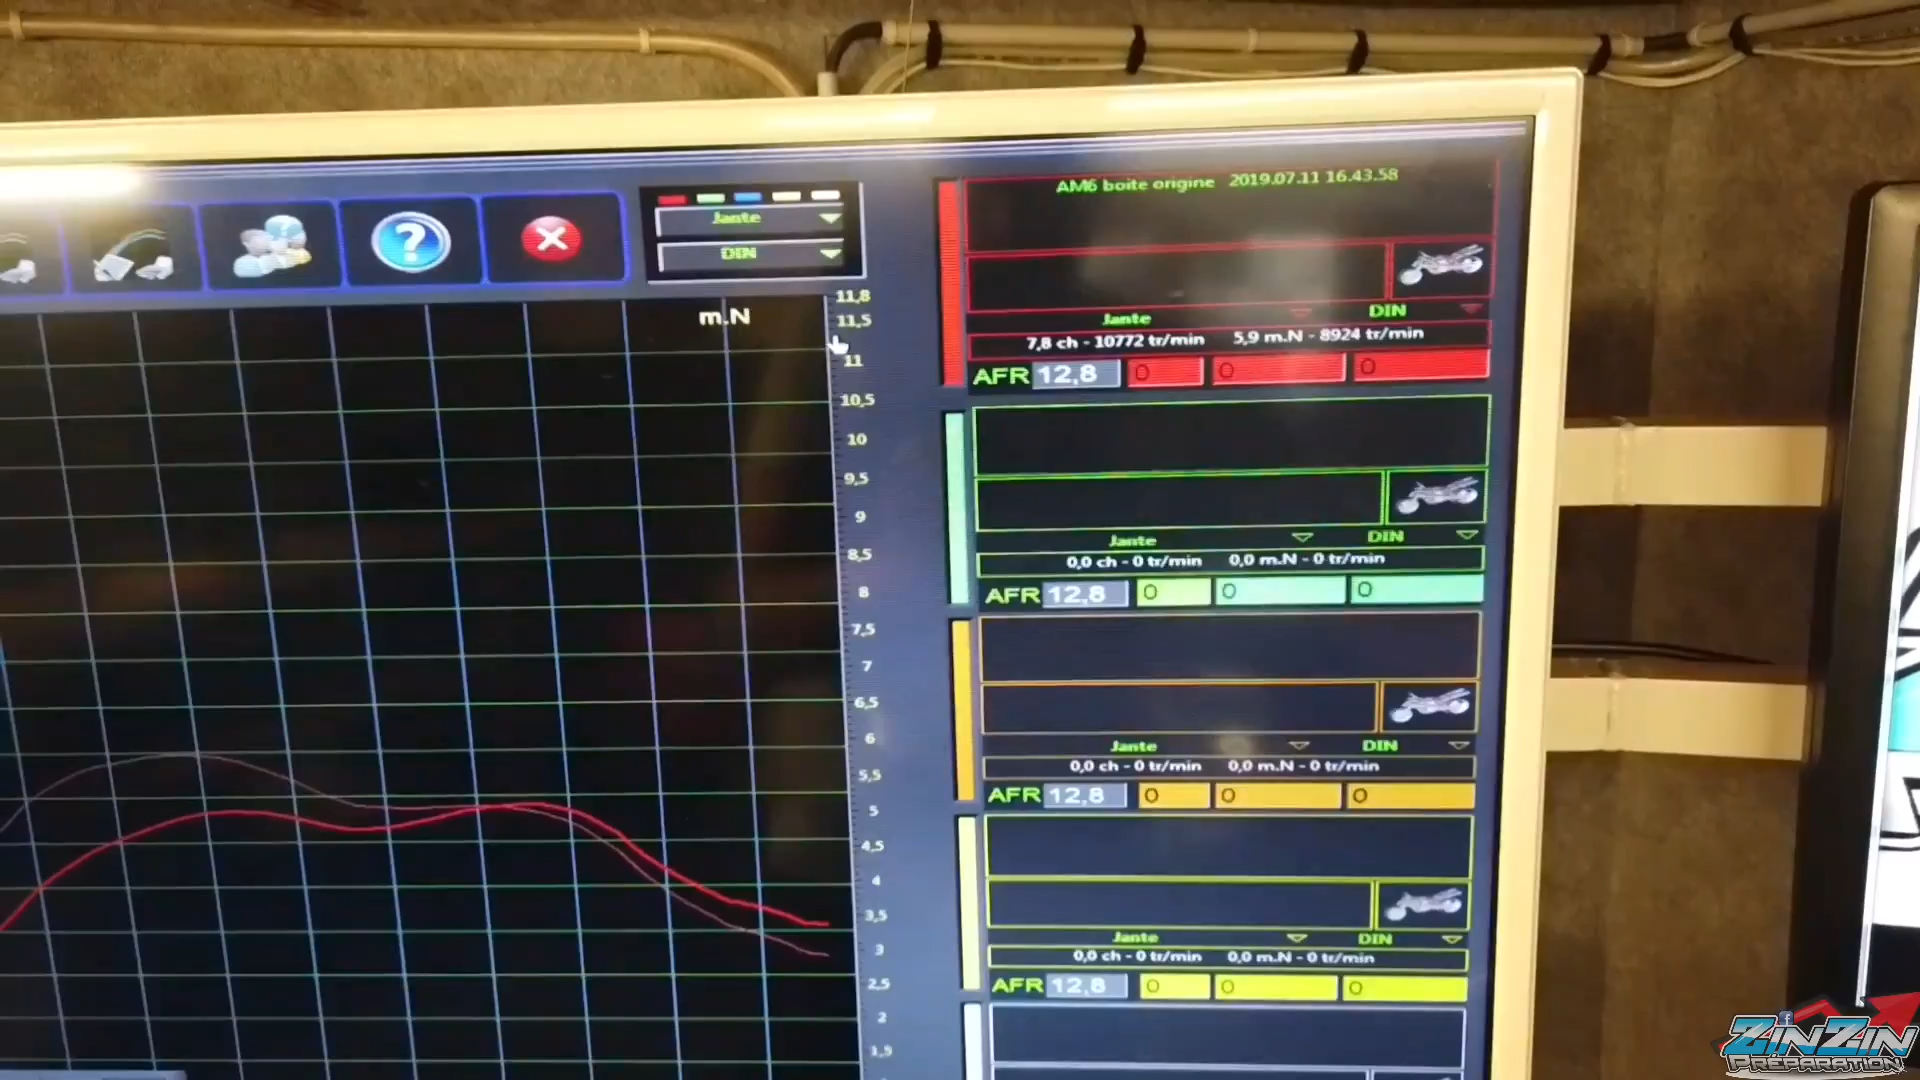 AM6 boite origine 2019.07.11 16.43.58
Jante
DIN
m.N
11,8
11,5
11
10,5
10
9,5
9
8,5
8
7,5
7
6,5
6
5,5
5
4,5
4
3,5
3
2,5
2
1,5
Jante DIN
7,8 ch - 10772 tr/min 5,9 m.N - 8924 tr/min
AFR 12,8 0 0 0
Jante DIN
0,0 ch - 0 tr/min 0,0 m.N - 0 tr/min
AFR 12,8 0 0 0
Jante DIN
0,0 ch - 0 tr/min 0,0 m.N - 0 tr/min
AFR 12,8 0 0 0
Jante DIN
0,0 ch - 0 tr/min 0,0 m.N - 0 tr/min
AFR 12,8 0 0 0
ZINZIN
PRÉPARATION